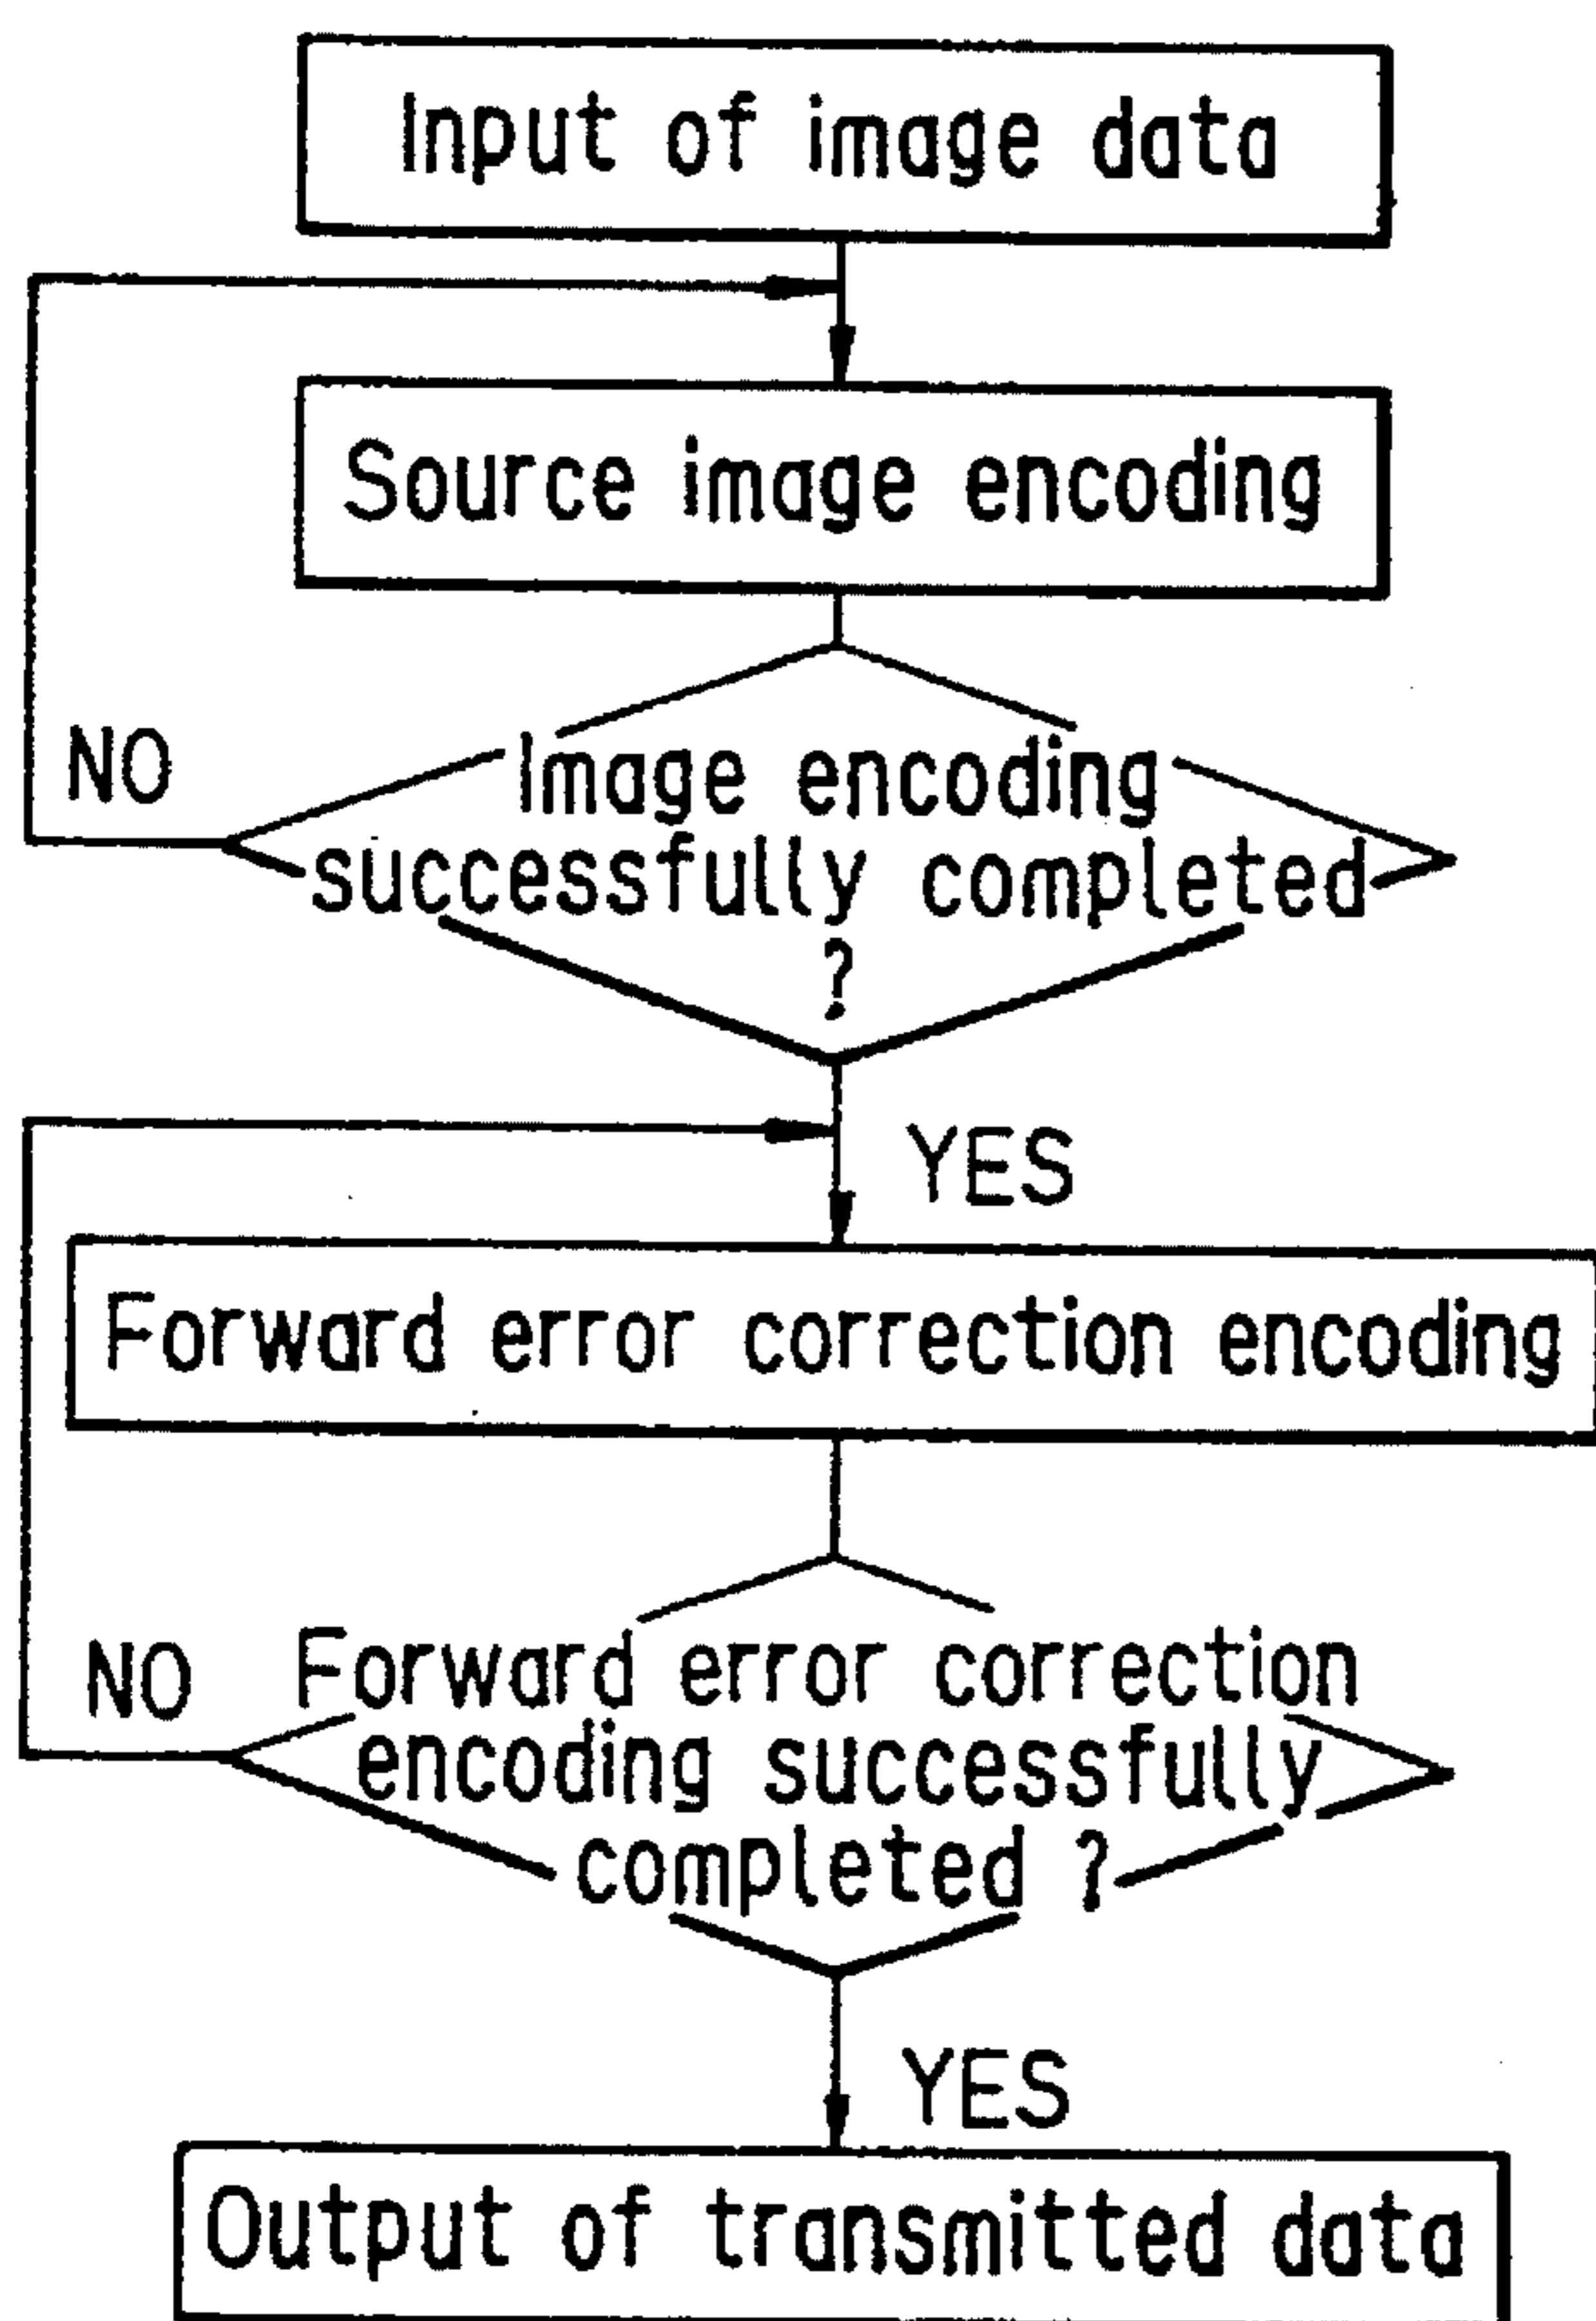 Input of image data
Source image encoding
NO
Image encoding
successfully completed
?
YES
Forward error correction encoding
NO
Forward error correction
encoding successfully
completed ?
YES
Output of transmitted data